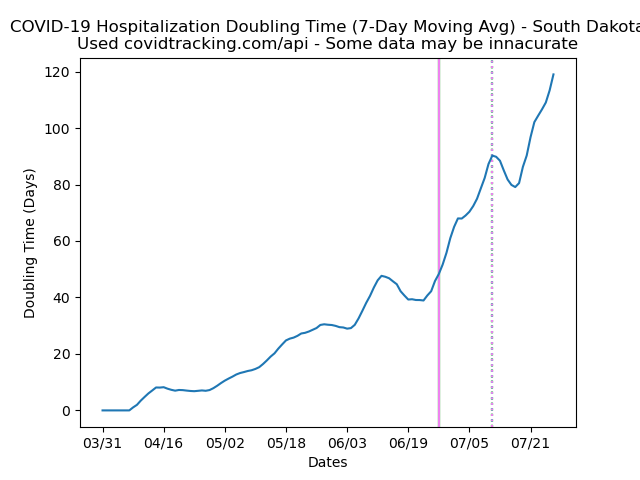 COVID-19 Hospitalization Doubling Time (7-Day Moving Avg) - South Dakota
Used covidtracking.com/api - Some data may be innacurate
120
100
80
60
40
20
0
Doubling Time (Days)
03/31 04/16 05/02 05/18 06/03 06/19 07/05 07/21
Dates